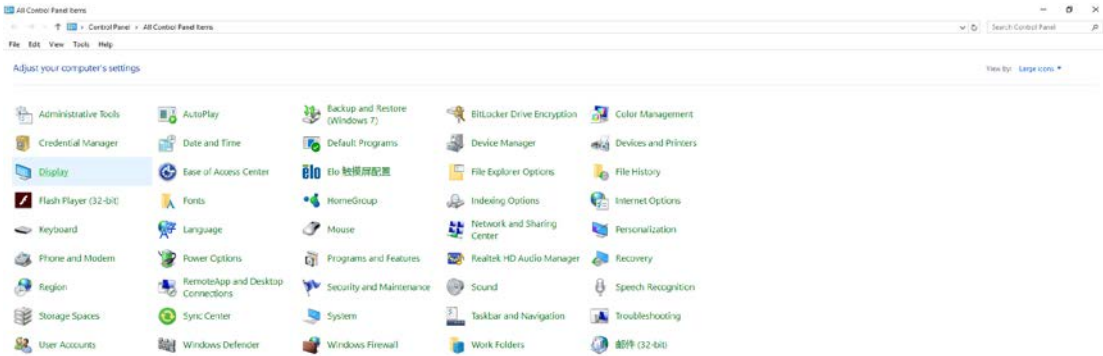 All Control Panel Items
Control Panel › All Control Panel Items
Search Control Panel
File Edit View Tools Help
Adjust your computer's settings
View by: Large icons
Administrative Tools
AutoPlay
Backup and Restore
(Windows 7)
BitLocker Drive Encryption
Color Management
Credential Manager
Date and Time
Default Programs
Device Manager
Devices and Printers
Display
Ease of Access Center
elo
Elo 触摸屏配置
File Explorer Options
File History
Flash Player (32-bit)
Fonts
HomeGroup
Indexing Options
Internet Options
Keyboard
Language
Mouse
Network and Sharing
Center
Personalization
Phone and Modem
Power Options
Programs and Features
Realtek HD Audio Manager
Recovery
Region
RemoteApp and Desktop
Connections
Security and Maintenance
Sound
Speech Recognition
Storage Spaces
Sync Center
System
Taskbar and Navigation
Troubleshooting
User Accounts
Windows Defender
Windows Firewall
Work Folders
邮件 (32-bit)